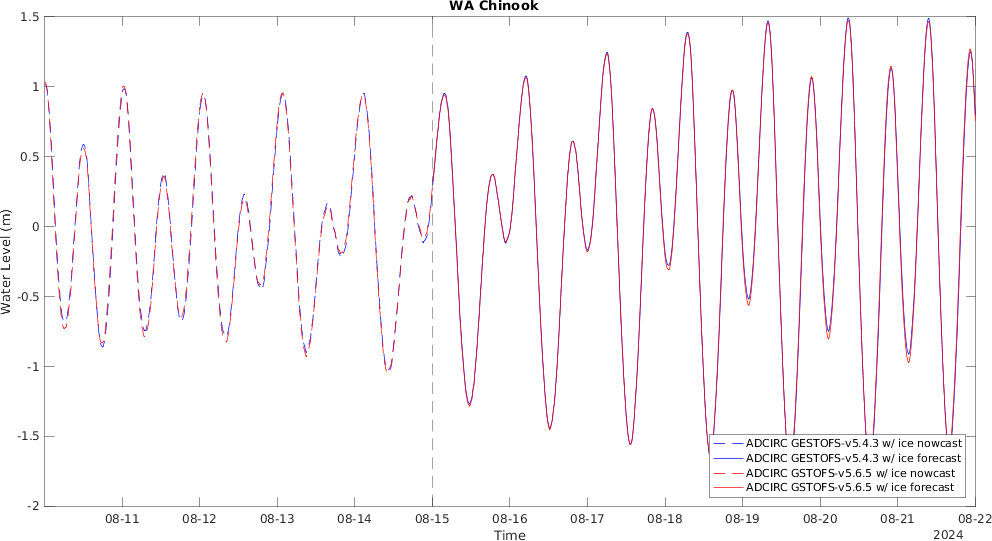 WA Chinook
1.5
1
0.5
0
-0.5
-1
-1.5
-2
Water Level (m)
08-11 08-12 08-13 08-14 08-15 08-16 08-17 08-18 08-19 08-20 08-21 08-22
Time
2024
ADCIRC GESTOFS-v5.4.3 w/ ice nowcast
ADCIRC GESTOFS-v5.4.3 w/ ice forecast
ADCIRC GSTOFS-v5.6.5 w/ ice nowcast
ADCIRC GSTOFS-v5.6.5 w/ ice forecast